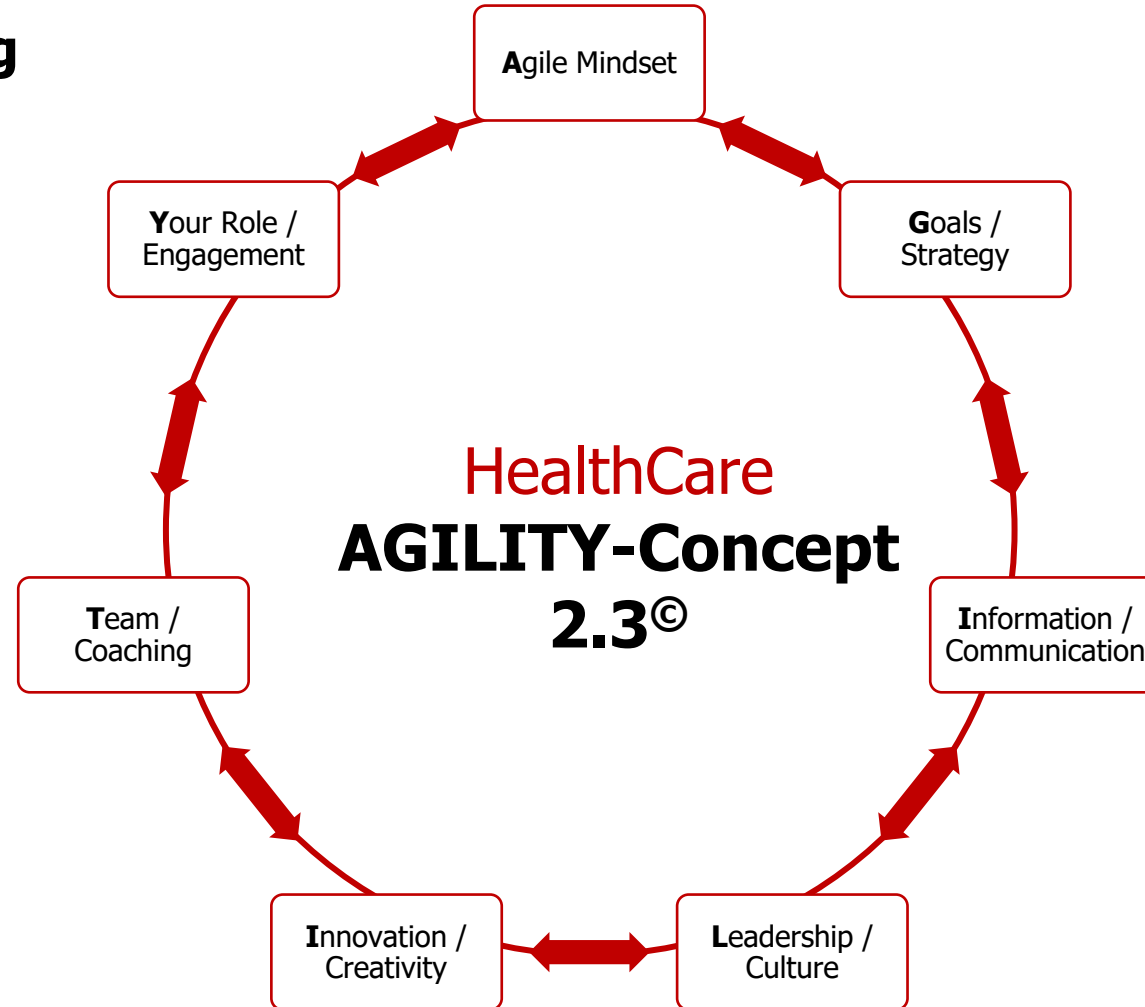 g
Agile Mindset
Goals /
Strategy
Information /
Communication
Leadership /
Culture
Innovation /
Creativity
Team /
Coaching
Your Role /
Engagement
HealthCare
AGILITY-Concept
2.3©